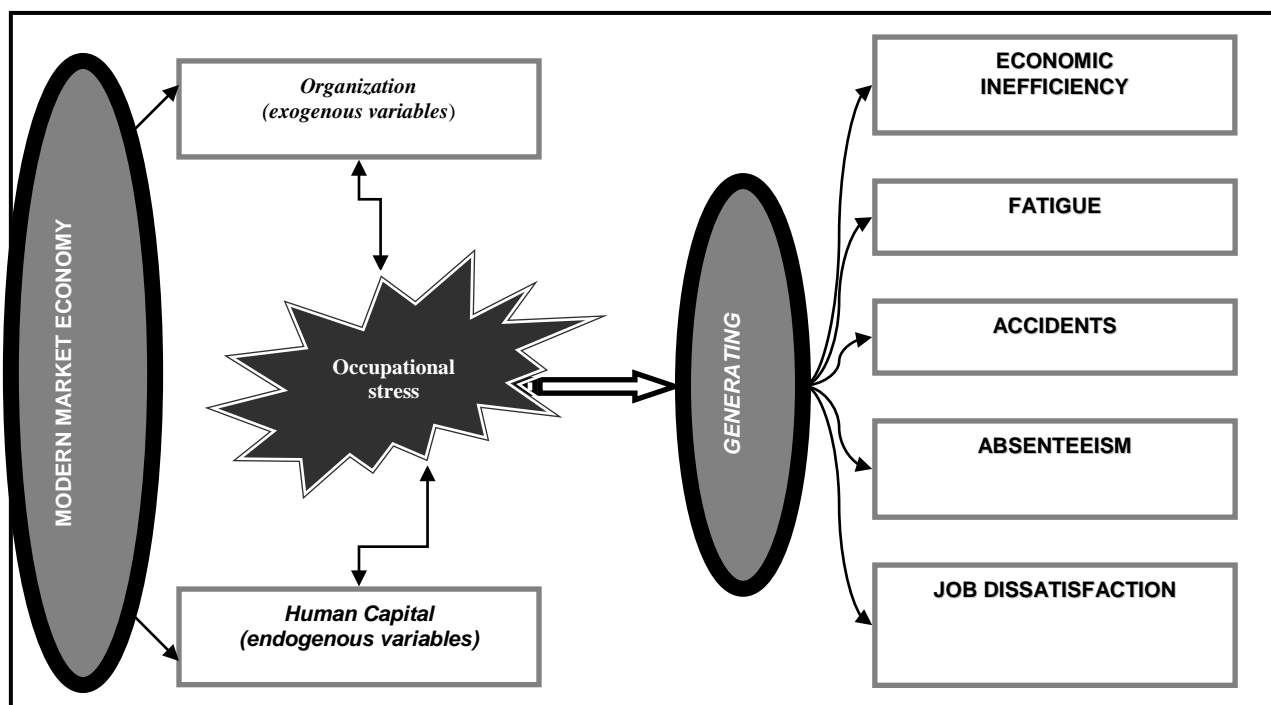 MODERN MARKET ECONOMY
Organization
(exogenous variables)
Occupational
stress
Human Capital
(endogenous variables)
GENERATING
ECONOMIC
INEFFICIENCY
FATIGUE
ACCIDENTS
ABSENTEEISM
JOB DISSATISFACTION